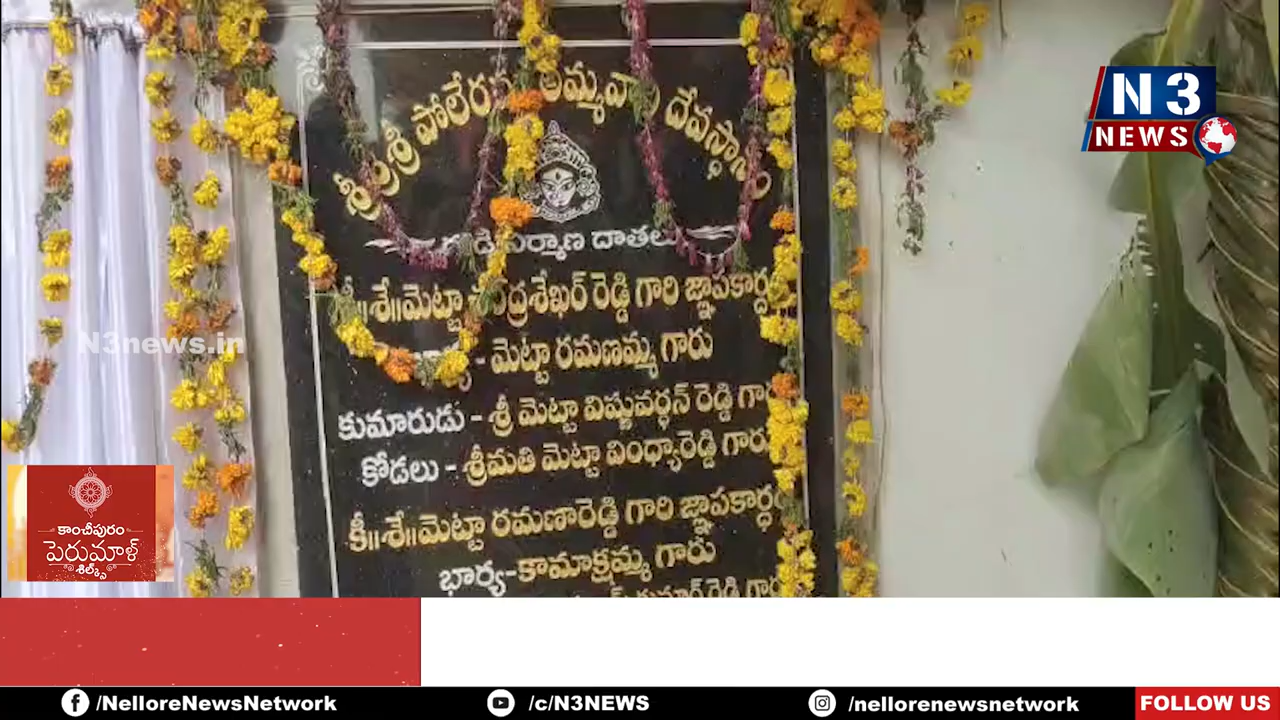 శ్రీశ్రీశ్రీ పోలేరమ్మ అమ్మవారి దేవస్థానం
నిర్మాణ దాతలు
కీ॥శే॥మెట్టా చంద్రశేఖర్ రెడ్డి గారి జ్ఞాపకార్ధం
- మెట్టా రమణమ్మ గారు
కుమారుడు - శ్రీ మెట్టా విష్ణువర్ధన్ రెడ్డి గారు
కోడలు - శ్రీమతి మెట్టా వింధ్యారెడ్డి గారు
కీ॥శే॥మెట్టా రమణారెడ్డి గారి జ్ఞాపకార్ధం
భార్య-కామాక్షమ్మ గారు
N3
NEWS
N3news.in
కాంచీపురం
పెరుమాళ్
శిల్క్స్
/NelloreNewsNetwork
/c/N3NEWS
/nellorenewsnetwork
FOLLOW US